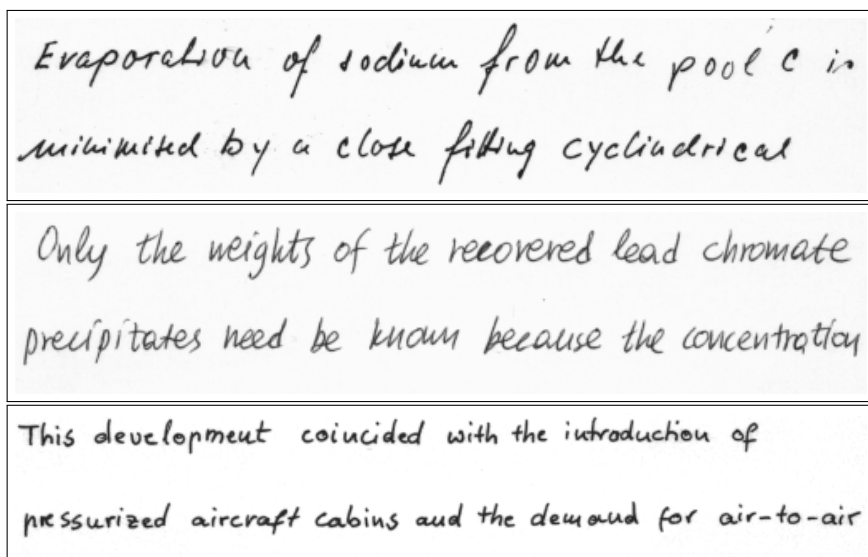 Evaporation of sodium from the pool C is
minimised by a close fitting cyclindrical
Only the weights of the recovered lead chromate
precipitates need be known because the concentration
This development coincided with the introduction of
pressurized aircraft cabins and the demand for air-to-air